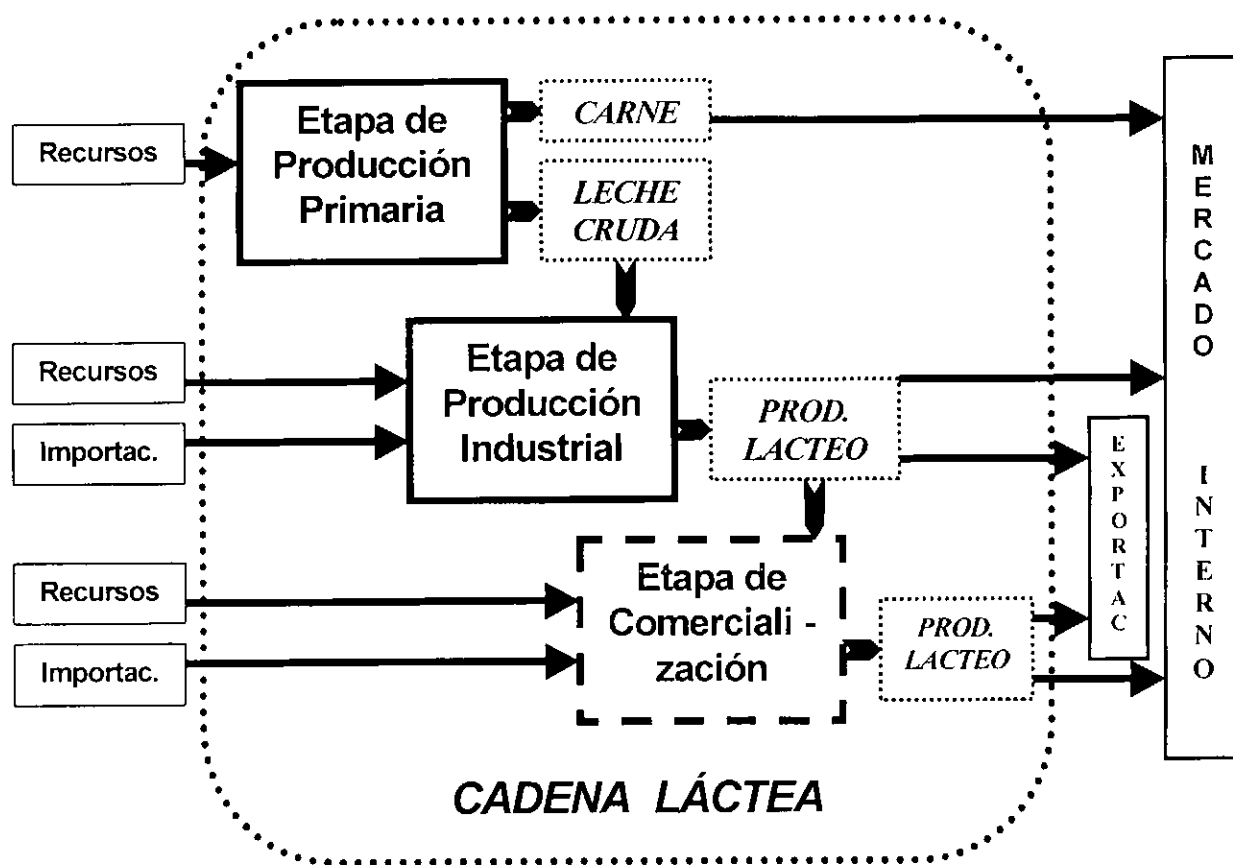 Recursos
Etapa de
Producción
Primaria
CARNE
LECHE
CRUDA
Recursos
Importac.
Etapa de
Producción
Industrial
PROD.
LACTEO
Recursos
Importac.
Etapa de
Comerciali -
zación
PROD.
LACTEO
EXPORTAC
MERCADO
INTERNO
CADENA LÁCTEA